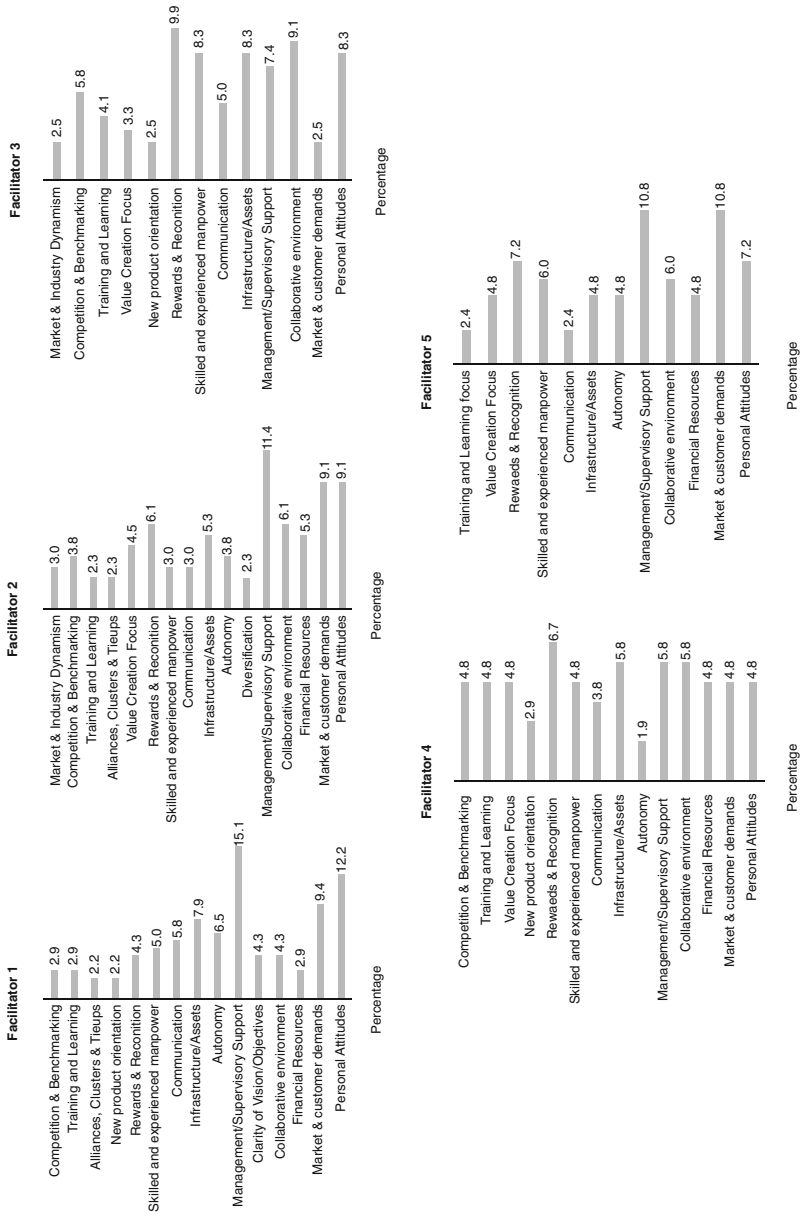 Facilitator 1
Competition & Benchmarking 2.9
Training and Learning 2.9
Alliances, Clusters & Tieups 2.2
New product orientation 2.2
Rewards & Reconition 4.3
Skilled and experienced manpower 5.0
Communication 5.8
Infrastructure/Assets 7.9
Autonomy 6.5
Management/Supervisory Support 15.1
Clarity of Vision/Objectives 4.3
Collaborative environment 4.3
Financial Resources 2.9
Market & customer demands 9.4
Personal Attitudes 12.2
Percentage
Facilitator 2
Market & Industry Dynamism 3.0
Competition & Benchmarking 3.8
Training and Learning 2.3
Alliances, Clusters & Tieups 2.3
Value Creation Focus 4.5
Rewards & Reconition 6.1
Skilled and experienced manpower 3.0
Communication 3.0
Infrastructure/Assets 5.3
Autonomy 3.8
Diversification 2.3
Management/Supervisory Support 11.4
Collaborative environment 6.1
Financial Resources 5.3
Market & customer demands 9.1
Personal Attitudes 9.1
Percentage
Facilitator 3
Market & Industry Dynamism 2.5
Competition & Benchmarking 5.8
Training and Learning 4.1
Value Creation Focus 3.3
New product orientation 2.5
Rewards & Reconition 9.9
Skilled and experienced manpower 8.3
Communication 5.0
Infrastructure/Assets 8.3
Management/Supervisory Support 7.4
Collaborative environment 9.1
Market & customer demands 2.5
Personal Attitudes 8.3
Percentage
Facilitator 4
Competition & Benchmarking 4.8
Training and Learning 4.8
Value Creation Focus 4.8
New product orientation 2.9
Rewaeds & Recognition 6.7
Skilled and experienced manpower 4.8
Communication 3.8
Infrastructure/Assets 5.8
Autonomy 1.9
Management/Supervisory Support 5.8
Collaborative environment 5.8
Financial Resources 4.8
Market & customer demands 4.8
Personal Attitudes 4.8
Percentage
Facilitator 5
Training and Learning focus 2.4
Value Creation Focus 4.8
Rewaeds & Recognition 7.2
Skilled and experienced manpower 6.0
Communication 2.4
Infrastructure/Assets 4.8
Autonomy 4.8
Management/Supervisory Support 10.8
Collaborative environment 6.0
Financial Resources 4.8
Market & customer demands 10.8
Personal Attitudes 7.2
Percentage